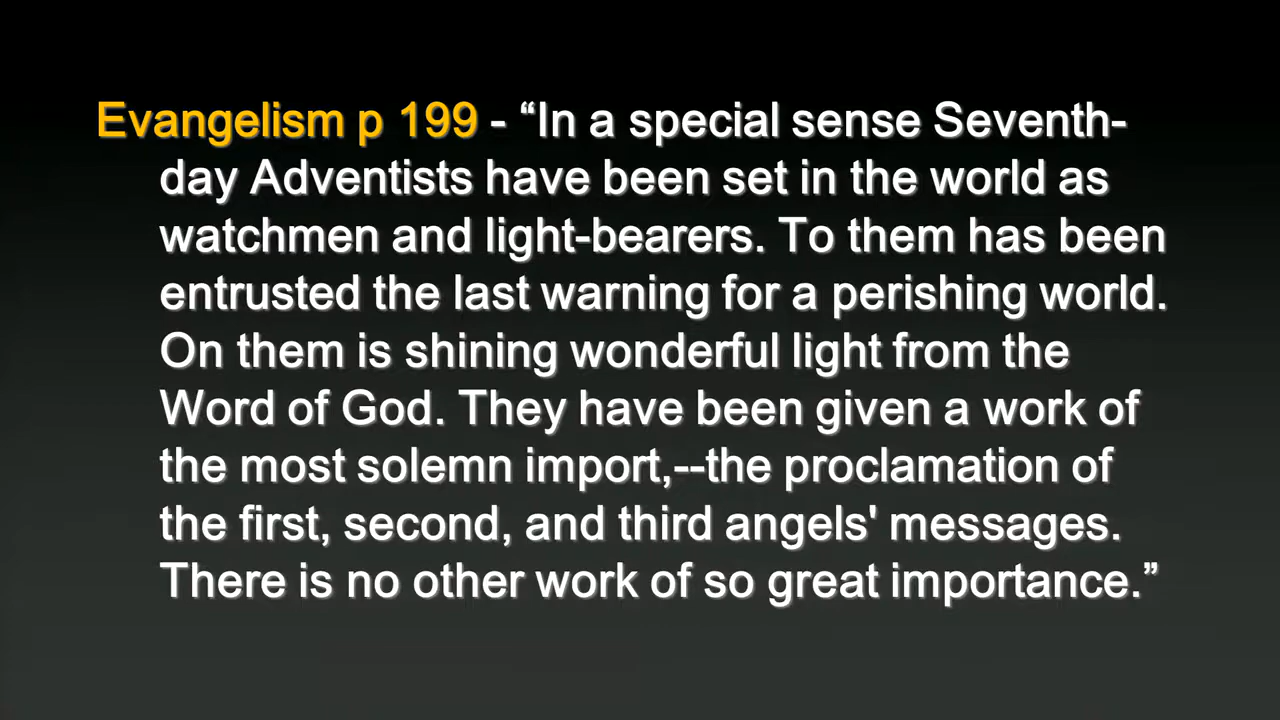 Evangelism p 199 - “In a special sense Seventh-
day Adventists have been set in the world as
watchmen and light-bearers. To them has been
entrusted the last warning for a perishing world.
On them is shining wonderful light from the
Word of God. They have been given a work of
the most solemn import,--the proclamation of
the first, second, and third angels' messages.
There is no other work of so great importance.”